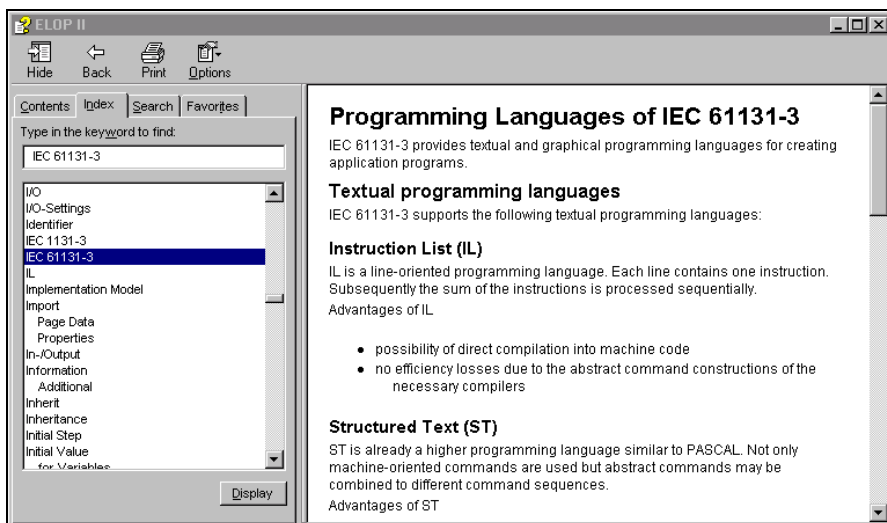 ELOP II
Hide Back Print Options
Contents Index Search Favorites
Type in the keyword to find:
IEC 61131-3
I/O
I/O-Settings
Identifier
IEC 1131-3
IEC 61131-3
IL
Implementation Model
Import
Page Data
Properties
In-/Output
Information
Additional
Inherit
Inheritance
Initial Step
Initial Value
for Variables
Display
Programming Languages of IEC 61131-3
IEC 61131-3 provides textual and graphical programming languages for creating
application programs.
Textual programming languages
IEC 61131-3 supports the following textual programming languages:
Instruction List (IL)
IL is a line-oriented programming language. Each line contains one instruction.
Subsequently the sum of the instructions is processed sequentially.
Advantages of IL
• possibility of direct compilation into machine code
• no efficiency losses due to the abstract command constructions of the
necessary compilers
Structured Text (ST)
ST is already a higher programming language similar to PASCAL. Not only
machine-oriented commands are used but abstract commands may be
combined to different command sequences.
Advantages of ST